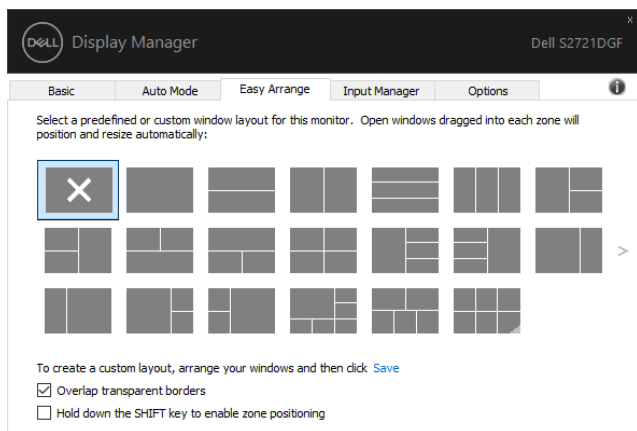 DELL Display Manager
x
Dell S2721DGF
Basic Auto Mode Easy Arrange Input Manager Options
Select a predefined or custom window layout for this monitor. Open windows dragged into each zone will
position and resize automatically:
>
To create a custom layout, arrange your windows and then click Save
Overlap transparent borders
Hold down the SHIFT key to enable zone positioning